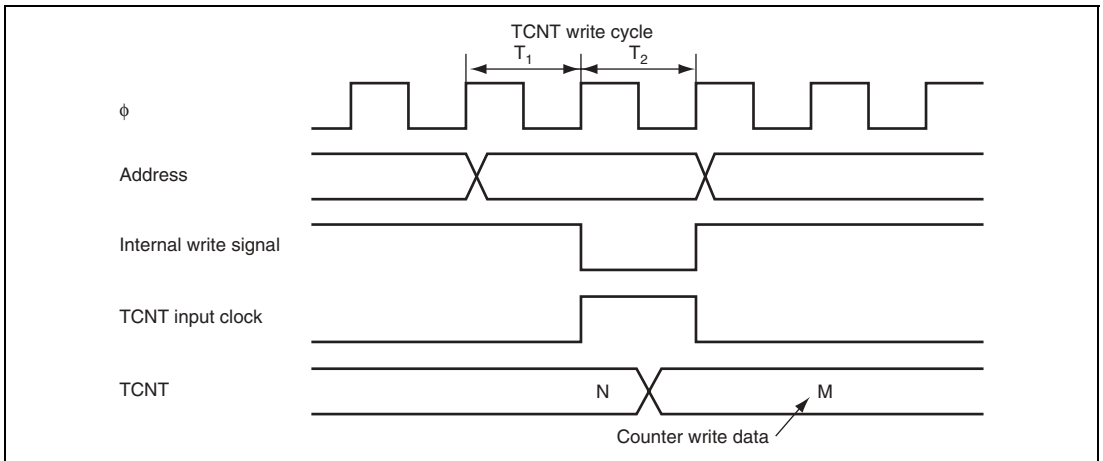 TCNT write cycle
T1 T2
ϕ
Address
Internal write signal
TCNT input clock
TCNT N M
Counter write data